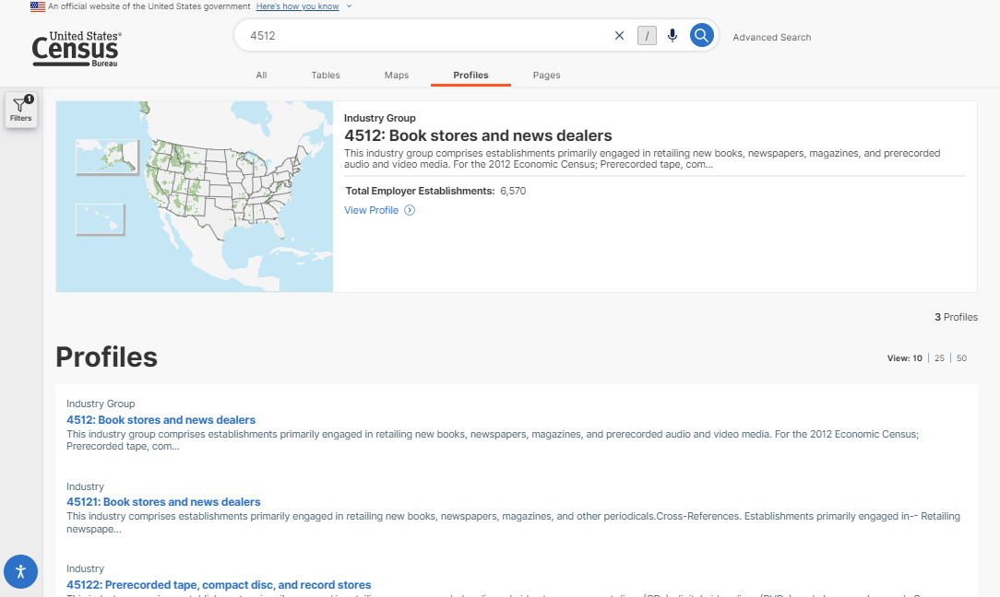 An official website of the United States government Here's how you know
United States®
Census
Bureau
4512
/
Advanced Search
All Tables Maps Profiles Pages
1
Filters
Industry Group
4512: Book stores and news dealers
This industry group comprises establishments primarily engaged in retailing new books, newspapers, magazines, and prerecorded
audio and video media. For the 2012 Economic Census; Prerecorded tape, com...
Total Employer Establishments: 6,570
View Profile
3 Profiles
Profiles
View: 10 25 50
Industry Group
4512: Book stores and news dealers
This industry group comprises establishments primarily engaged in retailing new books, newspapers, magazines, and prerecorded audio and video media. For the 2012 Economic Census;
Prerecorded tape, com...
Industry
45121: Book stores and news dealers
This industry comprises establishments primarily engaged in retailing new books, newspapers, magazines, and other periodicals.Cross-References. Establishments primarily engaged in-- Retailing
newspape...
Industry
45122: Prerecorded tape, compact disc, and record stores